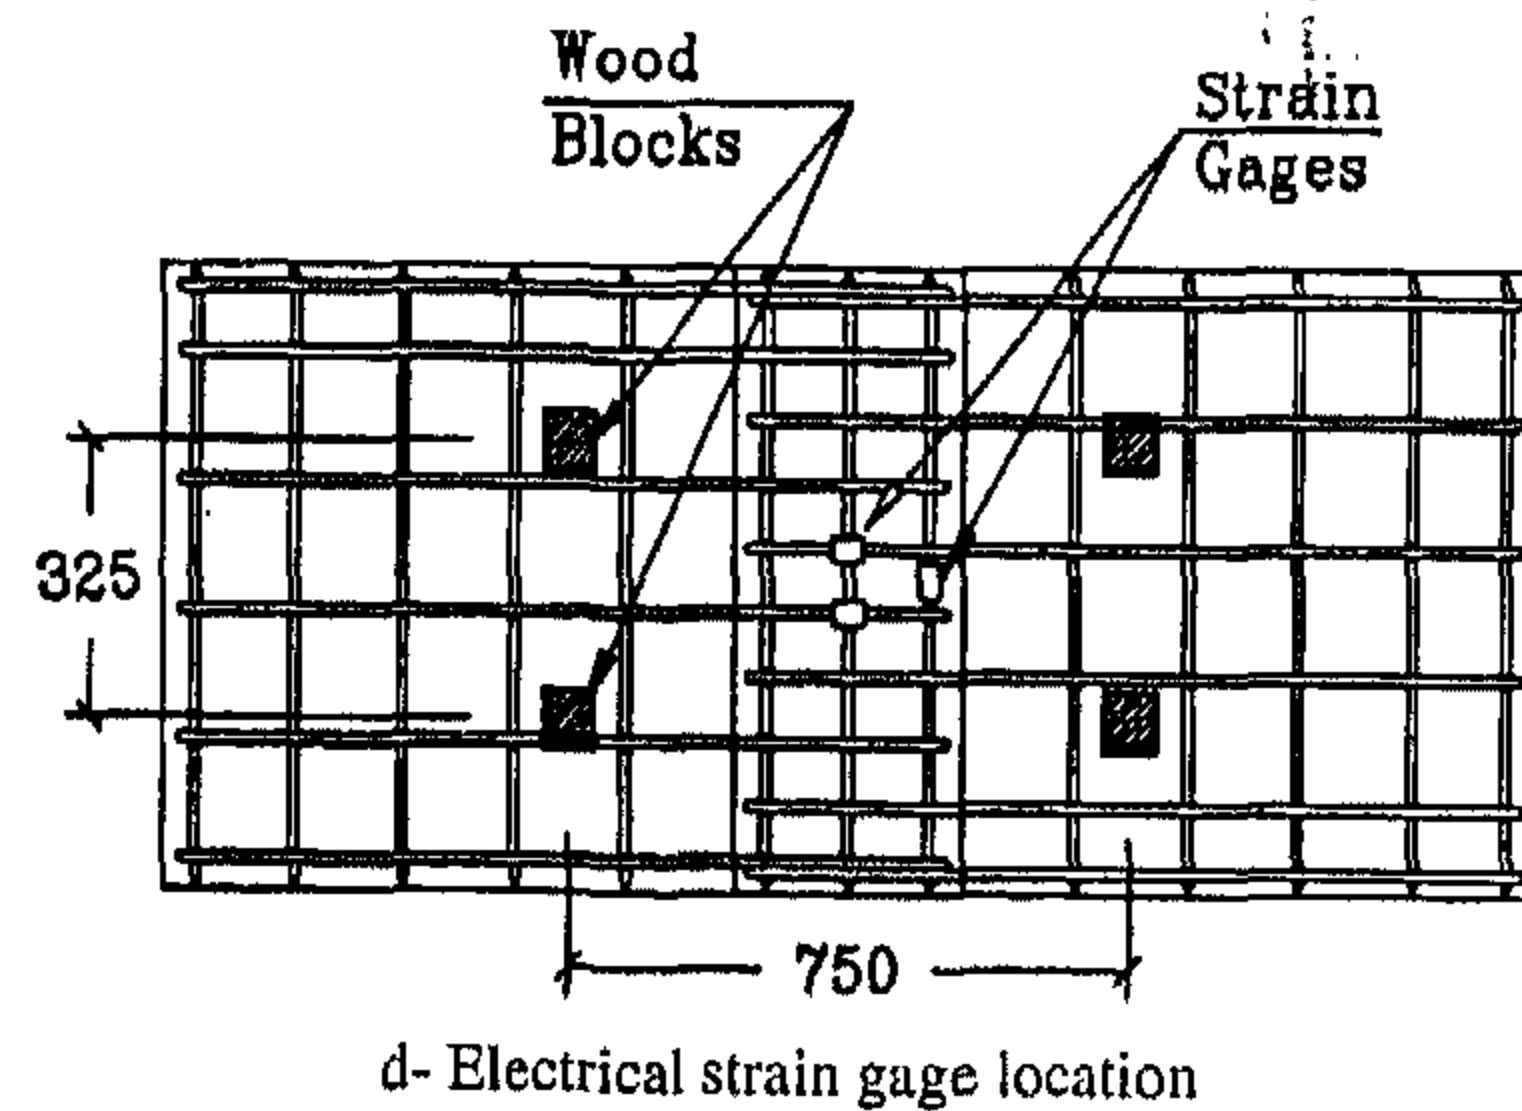 Wood
Blocks
Strain
Gages
325
750
d- Electrical strain gage location